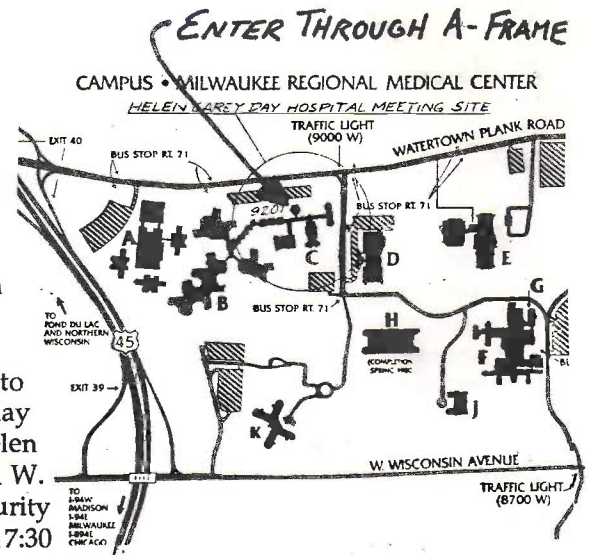 ENTER THROUGH A-FRAME
CAMPUS • MILWAUKEE REGIONAL MEDICAL CENTER
HELEN CAREY DAY HOSPITAL MEETING SITE
TRAFFIC LIGHT
(9000 W)
WATERTOWN PLANK ROAD
EXIT 40
BUS STOP RT. 71
BUS STOP RT. 71
9201
A
B
C
D
E
BUS STOP RT. 71
G
H
(COMPLETION
SPRING
F
J
K
TO
FOND DU LAC
AND NORTHERN
WISCONSIN
45
EXIT 39
to
ay
elen
W.
urity
7:30
W. WISCONSIN AVENUE
TRAFFIC LIGHT
(8700 W)
TO
I-94W
MADISON
I-94E
MILWAUKEE
I-894E
CHICAGO